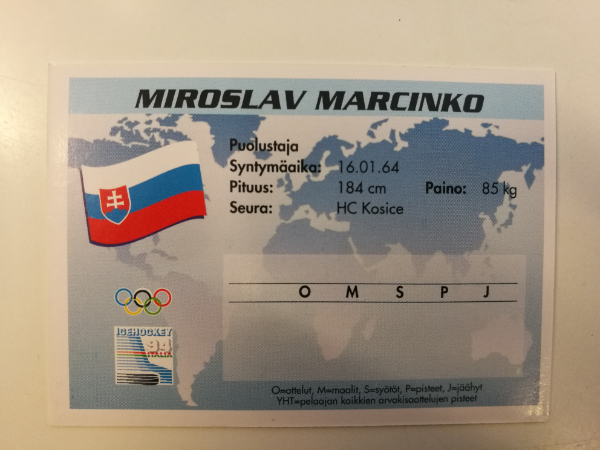 MIROSLAV MARCINKO
Puolustaja
Syntymäaika: 16.01.64
Pituus: 184 cm Paino: 85 kg
Seura: HC Kosice
O M S P J
ICEHOCKEY
94
ITALIA
O=ottelut, M=maalit, S=syötöt, P=pisteet, J=jäähyt
YHT=pelaajan koikkien arvokisaottelujen pisteet